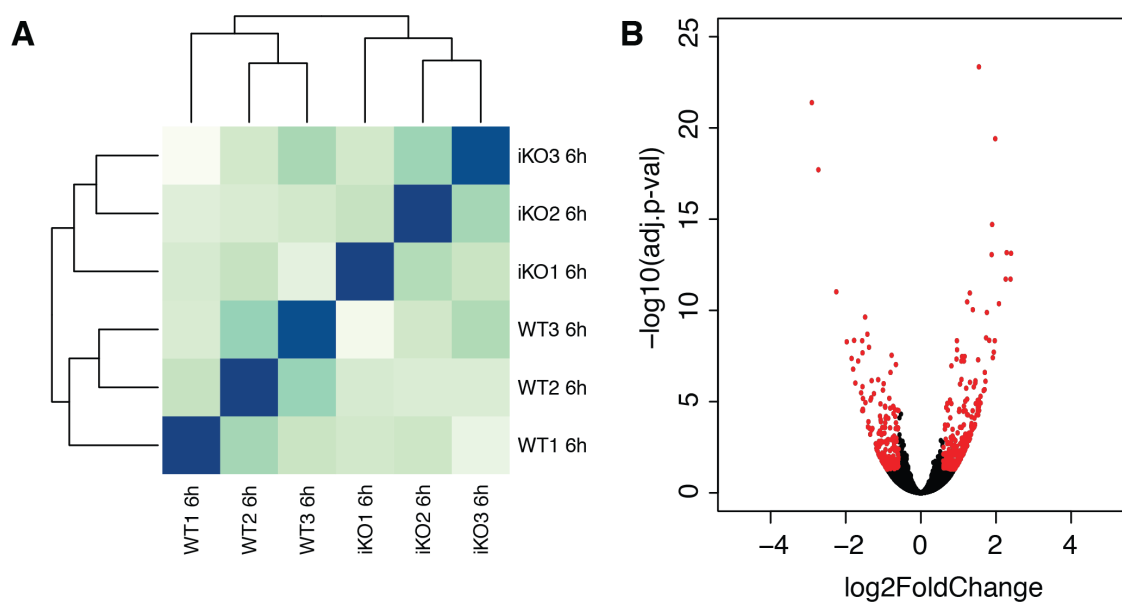 A
iKO3 6h
iKO2 6h
iKO1 6h
WT3 6h
WT2 6h
WT1 6h
WT1 6h
WT2 6h
WT3 6h
iKO1 6h
iKO2 6h
iKO3 6h
B
−log10(adj.p-val)
25
20
15
10
5
0
−4 −2 0 2 4
log2FoldChange